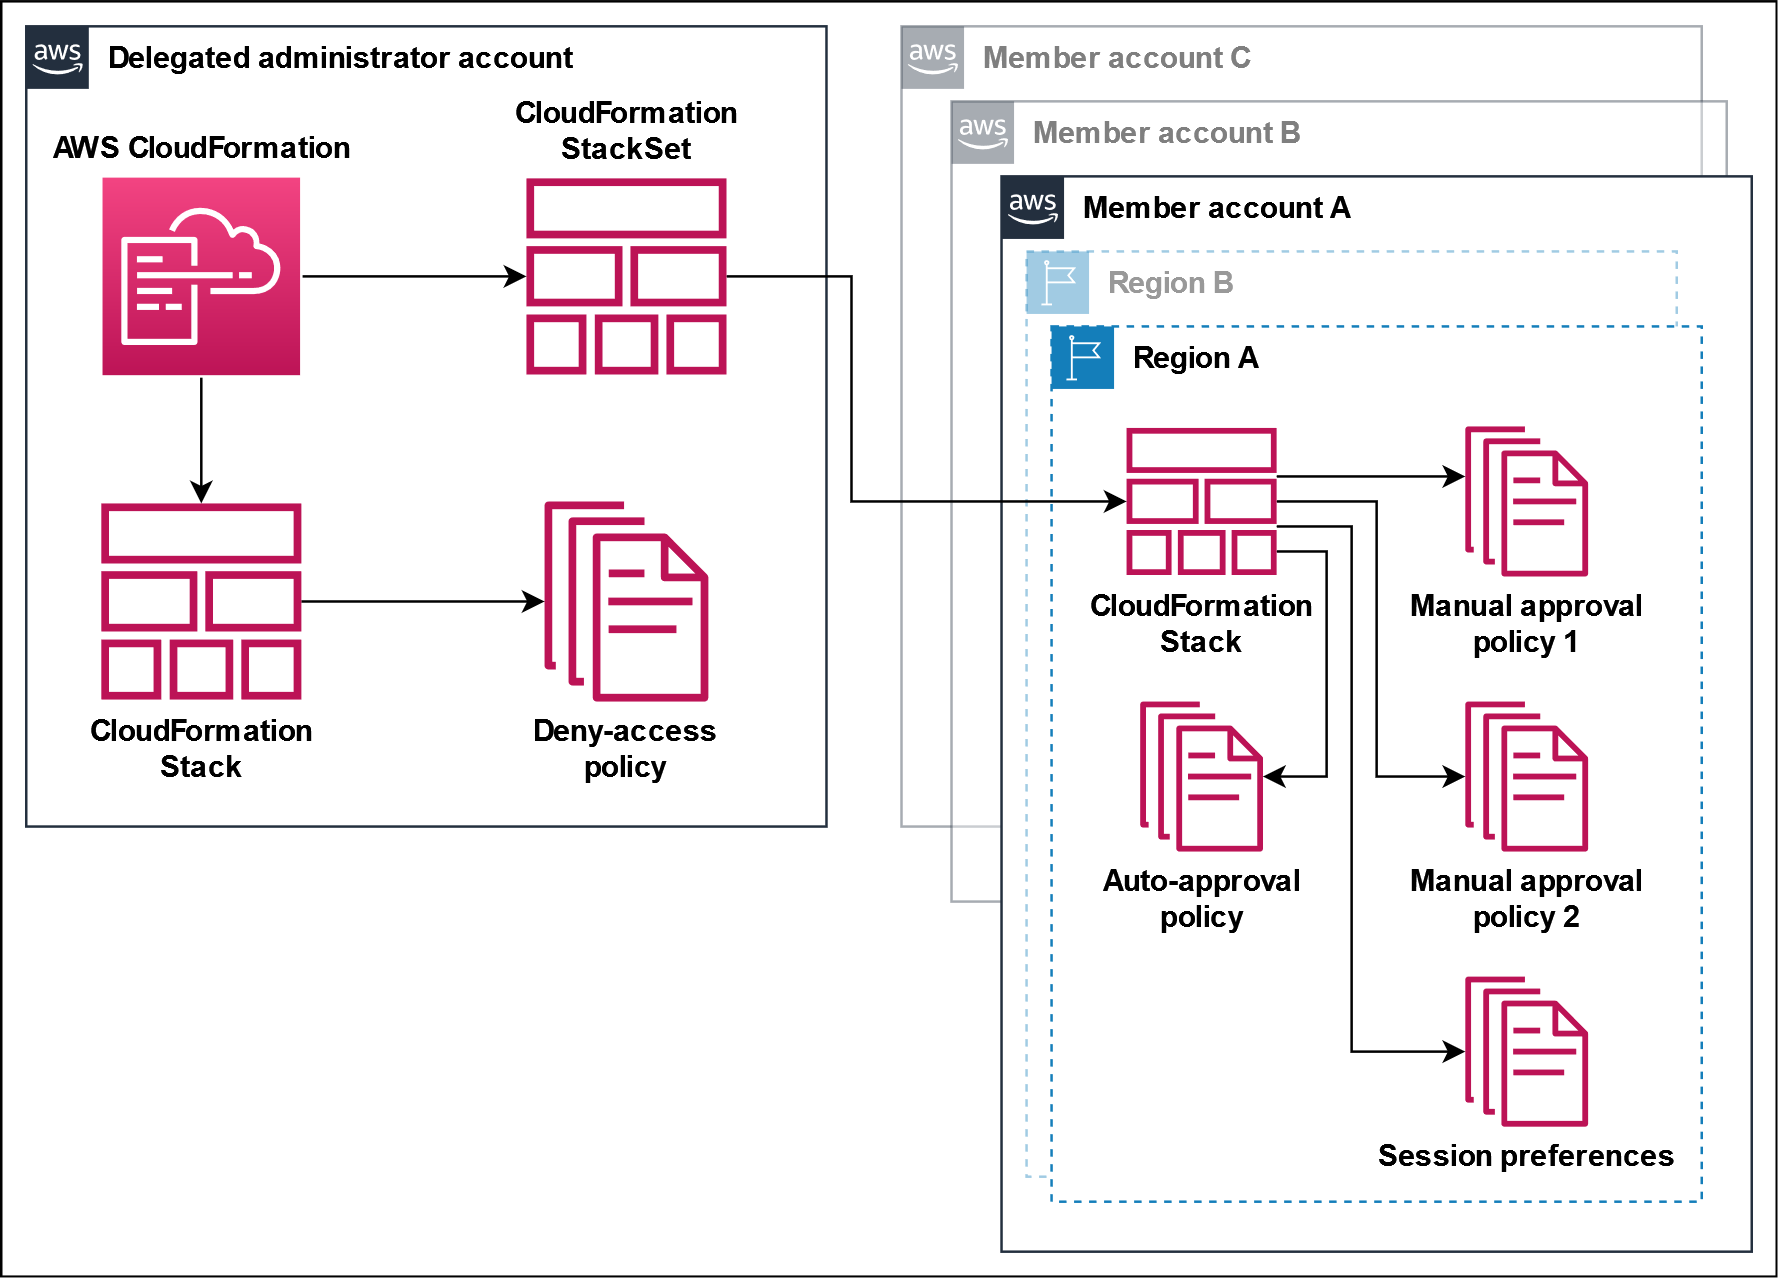 aws
Delegated administrator account
AWS CloudFormation
CloudFormation
StackSet
CloudFormation
Stack
Deny-access
policy
aws
Member account C
aws
Member account B
aws
Member account A
Region B
Region A
CloudFormation
Stack
Manual approval
policy 1
Auto-approval
policy
Manual approval
policy 2
Session preferences